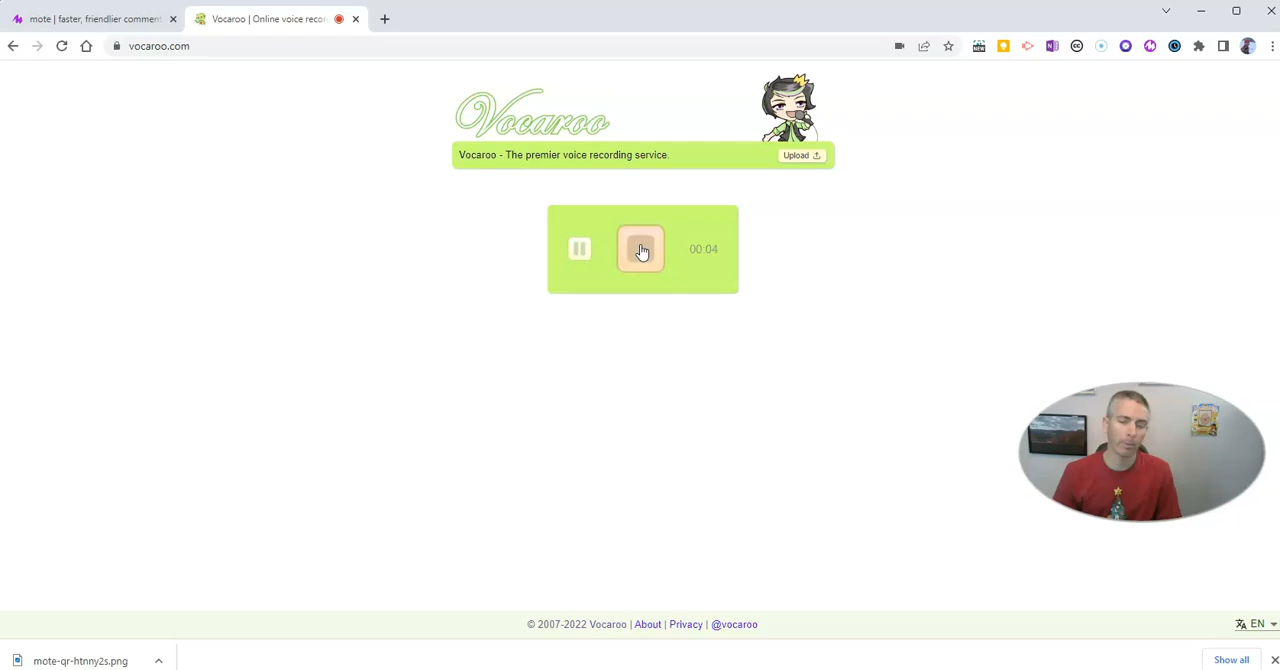 mote | faster, friendlier comment
Vocaroo | Online voice recor
vocaroo.com
Vocaroo
Vocaroo - The premier voice recording service.
Upload
00:04
© 2007-2022 Vocaroo | About | Privacy | @vocaroo
EN
mote-qr-htnny2s.png
Show all